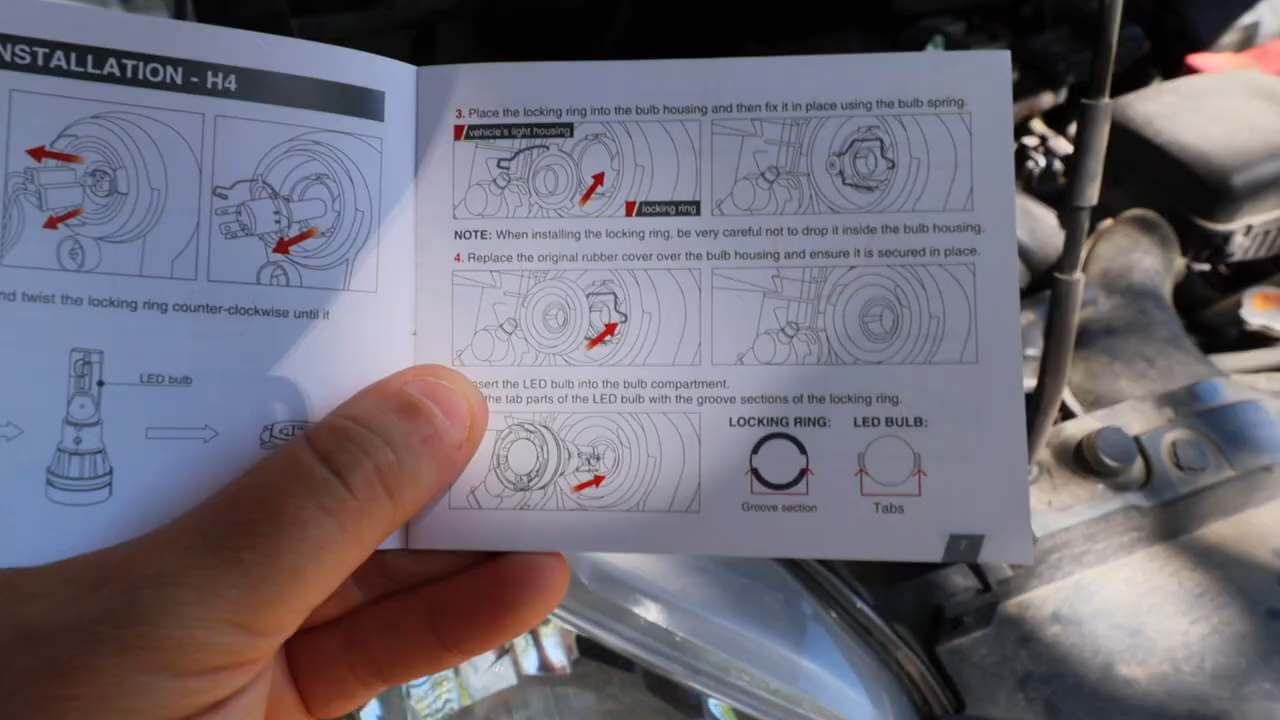 NSTALLATION - H4
nd twist the locking ring counter-clockwise until it
LED bulb
3. Place the locking ring into the bulb housing and then fix it in place using the bulb spring.
vehicle's light housing
locking ring
NOTE: When installing the locking ring, be very careful not to drop it inside the bulb housing.
4. Replace the original rubber cover over the bulb housing and ensure it is secured in place.
sert the LED bulb into the bulb compartment.
the tab parts of the LED bulb with the groove sections of the locking ring.
LOCKING RING: LED BULB:
Groove section Tabs